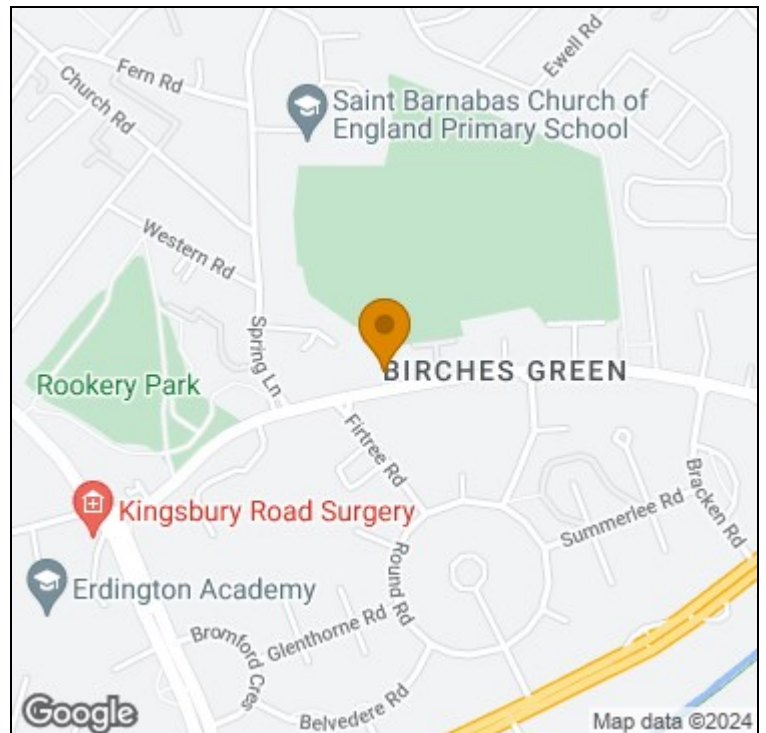 Fern Rd
Church Rd
Ewell Rd
Saint Barnabas Church of
England Primary School
Western Rd
Spring Ln
Rookery Park
BIRCHES GREEN
Firtree Rd
Bracken Rd
Kingsbury Road Surgery
Summerlee Rd
Round Rd
Erdington Academy
Glenthorne Rd
Bromford Cres
Belvedere Rd
Google
Map data ©2024